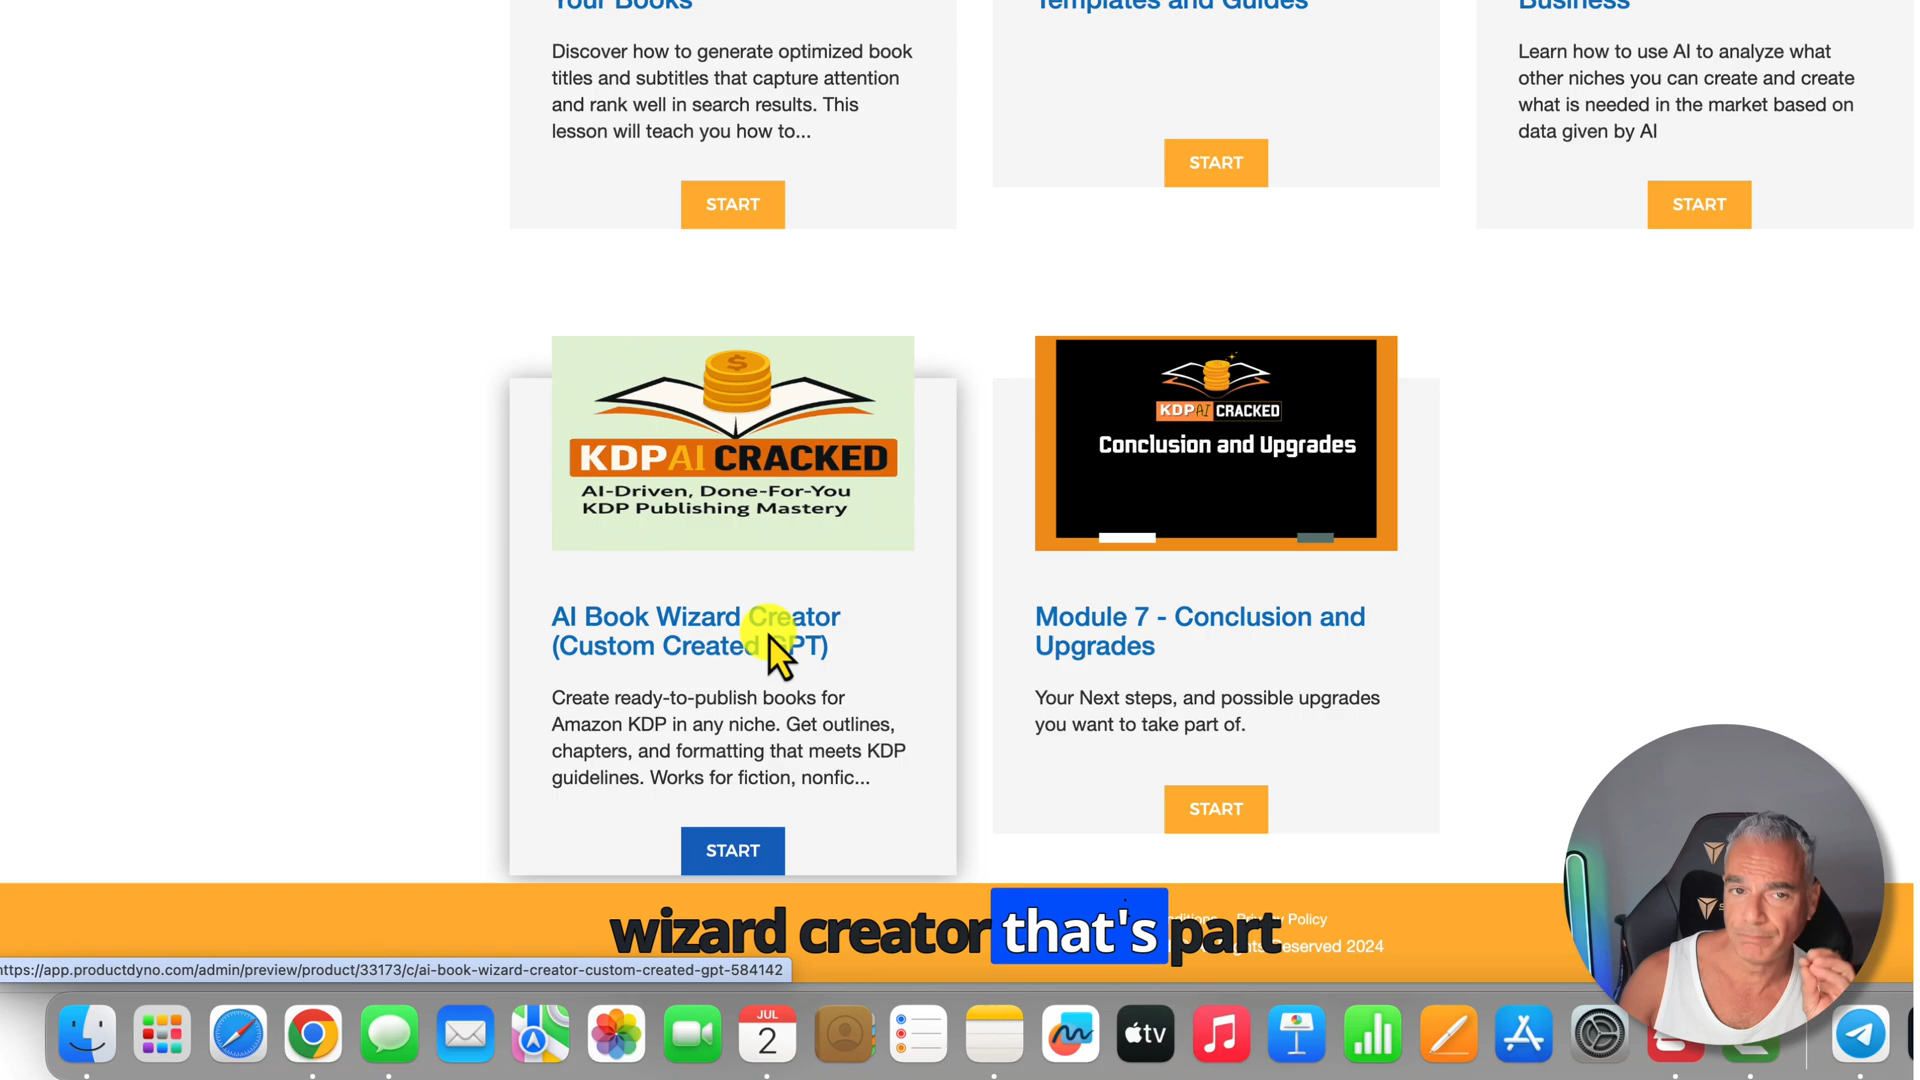 Your Books
Discover how to generate optimized book
titles and subtitles that capture attention
and rank well in search results. This
lesson will teach you how to...
START
Templates and Guides
START
Business
Learn how to use AI to analyze what
other niches you can create and create
what is needed in the market based on
data given by AI
START
KDPAI CRACKED
AI-Driven, Done-For-You
KDP Publishing Mastery
AI Book Wizard Creator
(Custom Created GPT)
Create ready-to-publish books for
Amazon KDP in any niche. Get outlines,
chapters, and formatting that meets KDP
guidelines. Works for fiction, nonfic...
START
KDPAI CRACKED
Conclusion and Upgrades
Module 7 - Conclusion and
Upgrades
Your Next steps, and possible upgrades
you want to take part of.
START
Privacy Policy
Reserved 2024
wizard creator that's part
https://app.productdyno.com/admin/preview/product/33173/c/ai-book-wizard-creator-custom-created-gpt-584142
JUL
2
tv